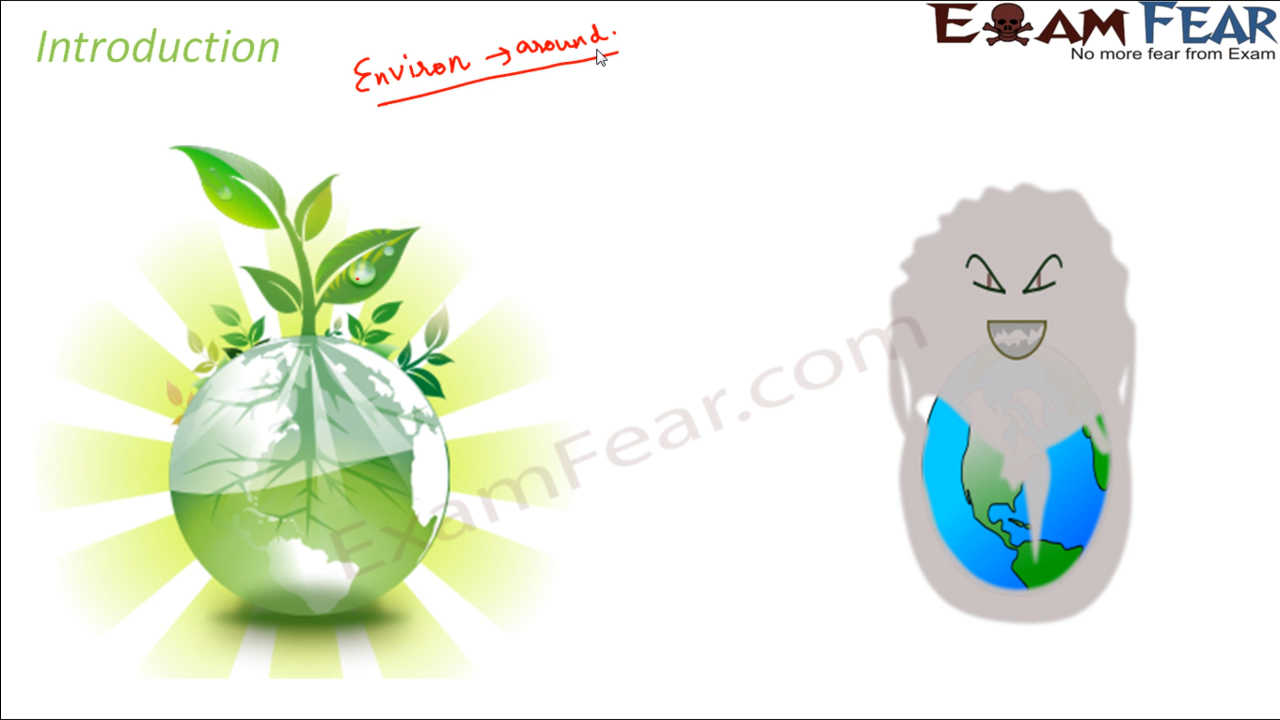 Introduction
Environ → around.
EXAM FEAR
No more fear from Exam
ExamFear.com